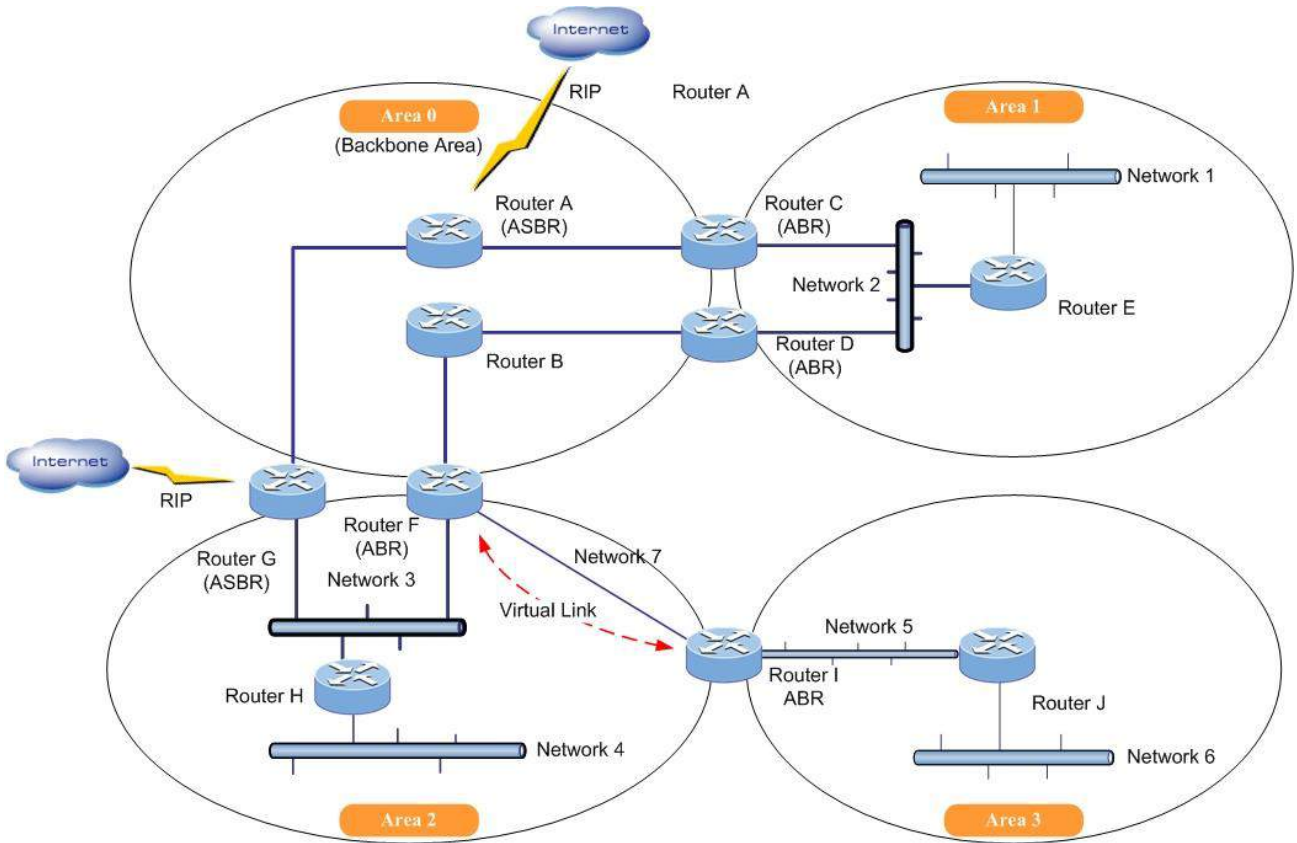 Internet
RIP
Router A
Area 0
(Backbone Area)
Area 1
Network 1
Router A
(ASBR)
Router C
(ABR)
Network 2
Router E
Router B
Router D
(ABR)
Internet
RIP
Router F
(ABR)
Router G
(ASBR)
Network 3
Network 7
Virtual Link
Network 5
Router I
ABR
Router H
Router J
Network 4
Network 6
Area 2
Area 3